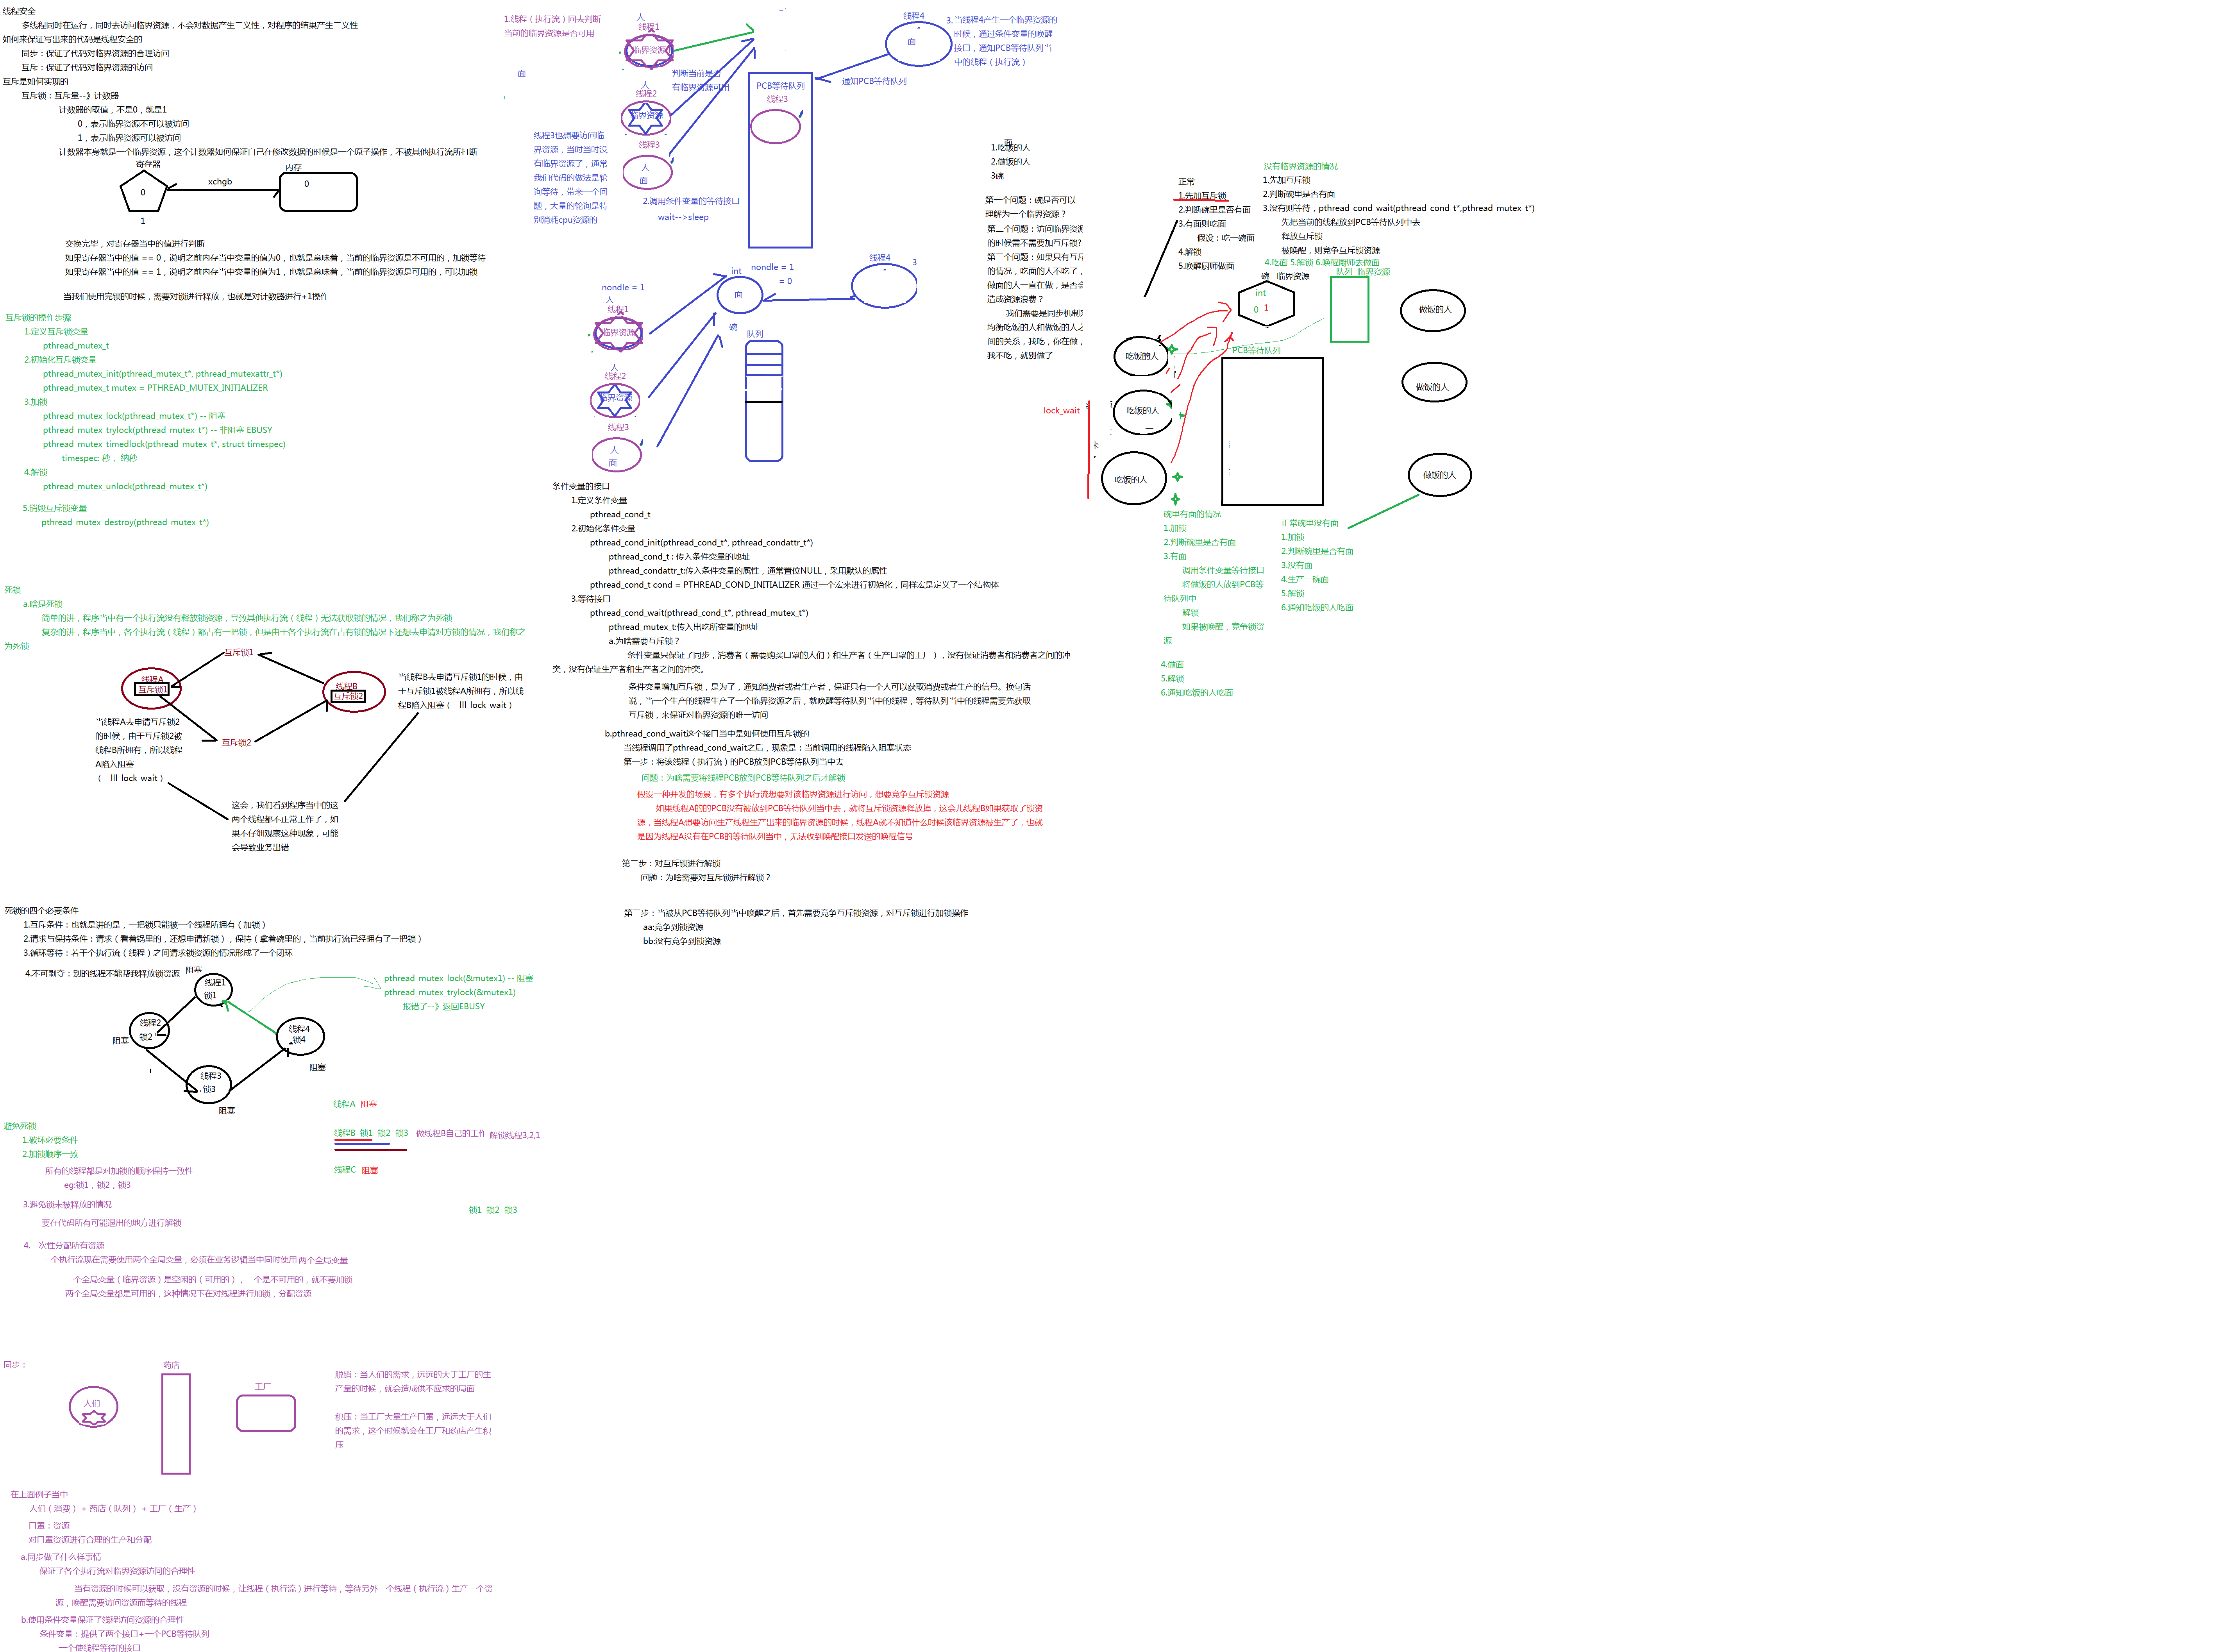 线程安全
多线程同时在运行，同时去访问临界资源，不会对数据产生二义性，对程序的结果产生二义性
如何来保证写出来的代码是线程安全的
同步：保证了代码对临界资源的合理访问
互斥：保证了代码对临界资源的访问
互斥是如何实现的
互斥锁：互斥量--》计数器
计数器的取值，不是0，就是1
0，表示临界资源不可以被访问
1，表示临界资源可以被访问
计数器本身就是一个临界资源，这个计数器如何保证自己在修改数据的时候是一个原子操作，不被其他执行流所打断
寄存器
内存
0
xchgb
0
1
交换完毕，对寄存器当中的值进行判断
如果寄存器当中的值 == 0，说明之前内存当中变量的值为0，也就是意味着，当前的临界资源是不可用的，加锁等待
如果寄存器当中的值 == 1，说明之前内存当中变量的值为1，也就是意味着，当前的临界资源是可用的，可以加锁
当我们使用完锁的时候，需要对锁进行释放，也就是对计数器进行+1操作
互斥锁的操作步骤
1.定义互斥锁变量
pthread_mutex_t
2.初始化互斥锁变量
pthread_mutex_init(pthread_mutex_t*, pthread_mutexattr_t*)
pthread_mutex_t mutex = PTHREAD_MUTEX_INITIALIZER
3.加锁
pthread_mutex_lock(pthread_mutex_t*) -- 阻塞
pthread_mutex_trylock(pthread_mutex_t*) -- 非阻塞 EBUSY
pthread_mutex_timedlock(pthread_mutex_t*, struct timespec)
timespec: 秒 ，纳秒
4.解锁
pthread_mutex_unlock(pthread_mutex_t*)
5.销毁互斥锁变量
pthread_mutex_destroy(pthread_mutex_t*)
死锁
a.啥是死锁
简单的讲，程序当中有一个执行流没有释放锁资源，导致其他执行流（线程）无法获取锁的情况，我们称之为死锁
复杂的讲，程序当中，各个执行流（线程）都占有一把锁，但是由于各个执行流在占有锁的情况下还想去申请对方锁的情况，我们称之
为死锁
互斥锁1
线程A
互斥锁1
线程B
互斥锁2
互斥锁2
当线程B去申请互斥锁1的时候，由
于互斥锁1被线程A所拥有，所以线
程B陷入阻塞（__lll_lock_wait）
当线程A去申请互斥锁2
的时候，由于互斥锁2被
线程B所拥有，所以线程
A陷入阻塞
（__lll_lock_wait）
这会，我们看到程序当中的这
两个线程都不正常工作了，如
果不仔细观察这种现象，可能
会导致业务出错
死锁的四个必要条件
1.互斥条件：也就是讲的是，一把锁只能被一个线程所拥有（加锁）
2.请求与保持条件：请求（看着锅里的，还想申请新锁），保持（拿着碗里的，当前执行流已经拥有了一把锁）
3.循环等待：若干个执行流（线程）之间请求锁资源的情况形成了一个闭环
4.不可剥夺：别的线程不能帮我释放锁资源
阻塞
线程1
锁1
线程2
锁2
阻塞
线程3
锁3
阻塞
线程4
锁4
阻塞
pthread_mutex_lock(&mutex1) -- 阻塞
pthread_mutex_trylock(&mutex1)
报错了--》返回EBUSY
避免死锁
1.破坏必要条件
2.加锁顺序一致
所有的线程都是对加锁的顺序保持一致性
eg:锁1，锁2，锁3
3.避免锁未被释放的情况
要在代码所有可能退出的地方进行解锁
4.一次性分配所有资源
一个执行流现在需要使用两个全局变量，必须在业务逻辑当中同时使用 两个全局变量
一个全局变量（临界资源）是空闲的（可用的），一个是不可用的，就不要加锁
两个全局变量都是可用的，这种情况下在对线程进行加锁，分配资源
线程A 阻塞
线程B 锁1 锁2 锁3 做线程B自己的工作 解锁线程3,2,1
线程C 阻塞
锁1 锁2 锁3
同步：
人们
药店
工厂
脱销：当人们的需求，远远的大于工厂的生
产量的时候，就会造成供不应求的局面
积压：当工厂大量生产口罩，远远大于人们
的需求，这个时候就会在工厂和药店产生积
压
在上面例子当中
人们（消费） + 药店（队列） + 工厂（生产）
口罩：资源
对口罩资源进行合理的生产和分配
a.同步做了什么样事情
保证了各个执行流对临界资源访问的合理性
当有资源的时候可以获取，没有资源的时候，让线程（执行流）进行等待，等待另外一个线程（执行流）生产一个资
源，唤醒需要访问资源而等待的线程
b.使用条件变量保证了线程访问资源的合理性
条件变量：提供了两个接口+一个PCB等待队列
一个使线程等待的接口
1.线程（执行流）回去判断
当前的临界资源是否可用
面
人
线程1
临界资源
判断当前是否
有临界资源可用
人
线程2
临界资源
线程3
人
面
线程3也想要访问临
界资源，当时当时没
有临界资源了，通常
我们代码的做法是轮
询等待，带来一个问
题，大量的轮询是特
别消耗cpu资源的
2.调用条件变量的等待接口
wait-->sleep
PCB等待队列
线程3
线程4
面
通知PCB等待队列
3.当线程4产生一个临界资源的
时候，通过条件变量的唤醒
接口，通知PCB等待队列当
中的线程（执行流）
nondle = 1
人
线程1
临界资源
人
线程2
临界资源
线程3
人
面
int
nondle = 1
= 0
面
碗
队列
线程4
3
条件变量的接口
1.定义条件变量
pthread_cond_t
2.初始化条件变量
pthread_cond_init(pthread_cond_t*, pthread_condattr_t*)
pthread_cond_t : 传入条件变量的地址
pthread_condattr_t:传入条件变量的属性，通常置位NULL，采用默认的属性
pthread_cond_t cond = PTHREAD_COND_INITIALIZER 通过一个宏来进行初始化，同样宏是定义了一个结构体
3.等待接口
pthread_cond_wait(pthread_cond_t*, pthread_mutex_t*)
pthread_mutex_t:传入出吃所变量的地址
a.为啥需要互斥锁？
条件变量只保证了同步，消费者（需要购买口罩的人们）和生产者（生产口罩的工厂），没有保证消费者和消费者之间的冲
突，没有保证生产者和生产者之间的冲突。
条件变量增加互斥锁，是为了，通知消费者或者生产者，保证只有一个人可以获取消费或者生产的信号。换句话
说，当一个生产的线程生产了一个临界资源之后，就唤醒等待队列当中的线程，等待队列当中的线程需要先获取
互斥锁，来保证对临界资源的唯一访问
b.pthread_cond_wait这个接口当中是如何使用互斥锁的
当线程调用了pthread_cond_wait之后，现象是：当前调用的线程陷入阻塞状态
第一步：将该线程（执行流）的PCB放到PCB等待队列当中去
问题：为啥需要将线程PCB放到PCB等待队列之后才解锁
假设一种并发的场景，有多个执行流想要对该临界资源进行访问，想要竞争互斥锁资源
如果线程A的的PCB没有被放到PCB等待队列当中去，就将互斥锁资源释放掉，这会儿线程B如果获取了锁资
源，当线程A想要访问生产线程生产出来的临界资源的时候，线程A就不知道什么时候该临界资源被生产了，也就
是因为线程A没有在PCB的等待队列当中，无法收到唤醒接口发送的唤醒信号
第二步：对互斥锁进行解锁
问题：为啥需要对互斥锁进行解锁？
第三步：当被从PCB等待队列当中唤醒之后，首先需要竞争互斥锁资源，对互斥锁进行加锁操作
aa:竞争到锁资源
bb:没有竞争到锁资源
面
1.吃饭的人
2.做饭的人
3碗
第一个问题：碗是否可以
理解为一个临界资源？
第二个问题：访问临界资源
的时候需不需要加互斥锁?
第三个问题：如果只有互斥
的情况，吃面的人不吃了，
做面的人一直在做，是否会
造成资源浪费？
我们需要是同步机制来
均衡吃饭的人和做饭的人之
间的关系，我吃，你在做，
我不吃，就别做了
正常
1.先加互斥锁
2.判断碗里是否有面
3.有面则吃面
假设：吃一碗面
4.解锁
5.唤醒厨师做面
没有临界资源的情况
1.先加互斥锁
2.判断碗里是否有面
3.没有则等待，pthread_cond_wait(pthread_cond_t*,pthread_mutex_t*)
先把当前的线程放到PCB等待队列中去
释放互斥锁
被唤醒，则竞争互斥锁资源
4.吃面 5.解锁 6.唤醒厨师去做面
碗 临界资源
队列 临界资源
int
0 1
PCB等待队列
吃饭的人
吃饭的人
吃饭的人
lock_wait
做饭的人
做饭的人
做饭的人
碗里有面的情况
1.加锁
2.判断碗里是否有面
3.有面
调用条件变量等待接口
将做饭的人放到PCB等
待队列中
解锁
如果被唤醒，竞争锁资
源
4.做面
5.解锁
6.通知吃面的人吃面
正常碗里没有面
1.加锁
2.判断碗里是否有面
3.没有面
4.生产一碗面
5.解锁
6.通知吃饭的人吃面